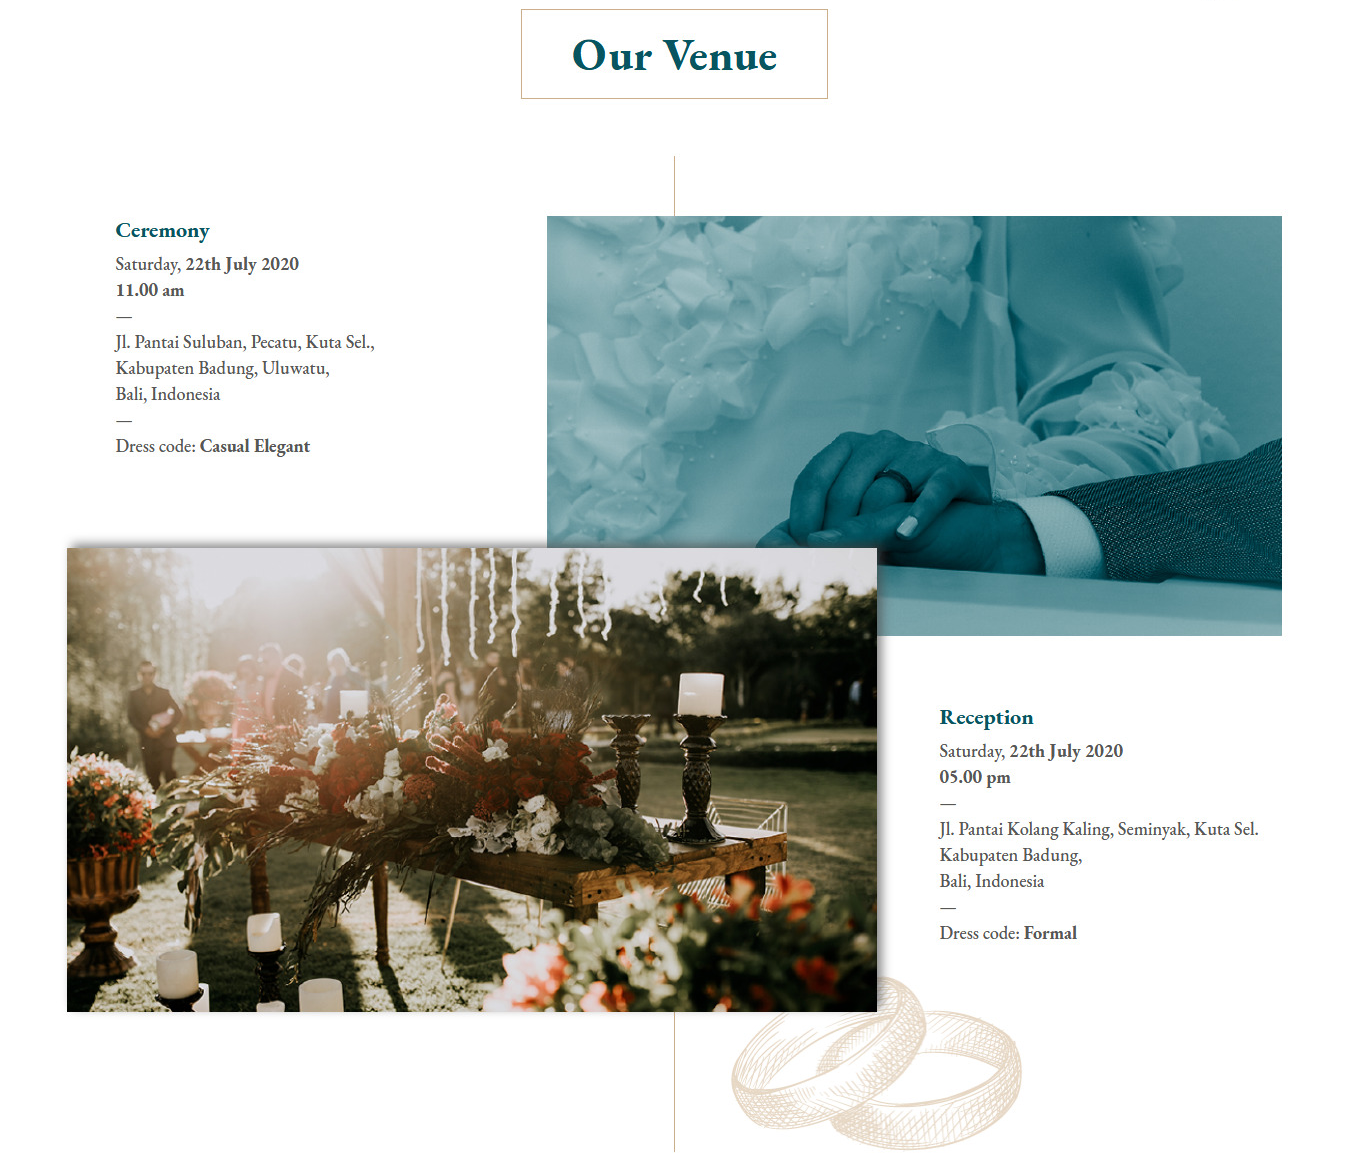 Our Venue
Ceremony
Saturday, 22th July 2020
11.00 am
—
Jl. Pantai Suluban, Pecatu, Kuta Sel.,
Kabupaten Badung, Uluwatu,
Bali, Indonesia
—
Dress code: Casual Elegant
Reception
Saturday, 22th July 2020
05.00 pm
—
Jl. Pantai Kolang Kaling, Seminyak, Kuta Sel.
Kabupaten Badung,
Bali, Indonesia
—
Dress code: Formal